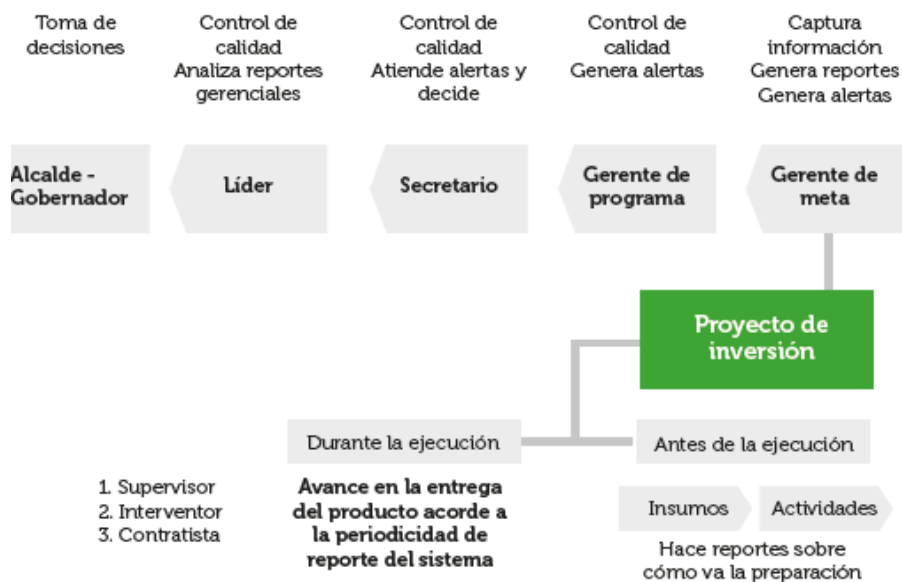 Toma de
decisiones
Control de
calidad
Analiza reportes
gerenciales
Control de
calidad
Atiende alertas y
decide
Control de
calidad
Genera alertas
Captura
información
Genera reportes
Genera alertas
Alcalde -
Gobernador
Líder
Secretario
Gerente de
programa
Gerente de
meta
Proyecto de
inversión
Durante la ejecución
Antes de la ejecución
1. Supervisor
2. Interventor
3. Contratista
Avance en la entrega
del producto acorde a
la periodicidad de
reporte del sistema
Insumos
Actividades
Hace reportes sobre
cómo va la preparación